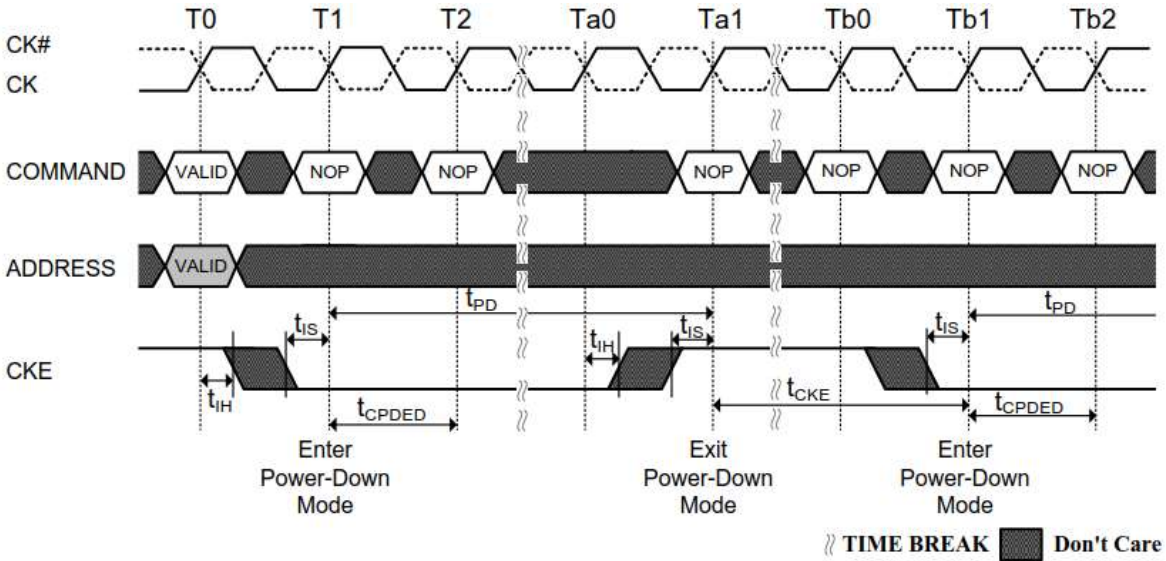 T0 T1 T2 Ta0 Ta1 Tb0 Tb1 Tb2
CK#
CK
COMMAND VALID NOP NOP NOP NOP NOP NOP
ADDRESS VALID
tPD tPD
tIS tIH tIS tIS
CKE
tIH tCPDED tCKE tCPDED
Enter Exit Enter
Power-Down Power-Down Power-Down
Mode Mode Mode
TIME BREAK Don't Care